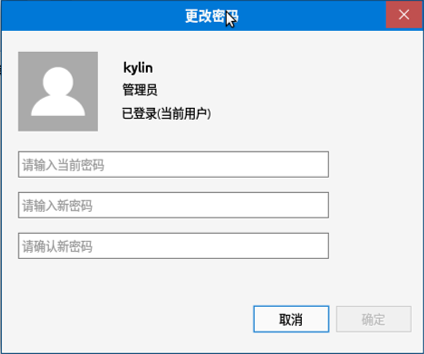 更改密码
kylin
管理员
已登录(当前用户)
请输入当前密码
请输入新密码
请确认新密码
取消
确定